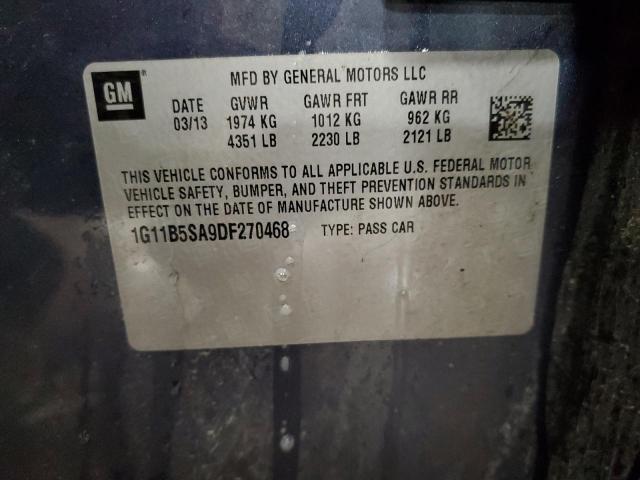 GM
MFD BY GENERAL MOTORS LLC
DATE GVWR GAWR FRT GAWR RR
03/13 1974 KG 1012 KG 962 KG
4351 LB 2230 LB 2121 LB
THIS VEHICLE CONFORMS TO ALL APPLICABLE U.S. FEDERAL MOTOR
VEHICLE SAFETY, BUMPER, AND THEFT PREVENTION STANDARDS IN
EFFECT ON THE DATE OF MANUFACTURE SHOWN ABOVE.
1G11B5SA9DF270468 TYPE: PASS CAR